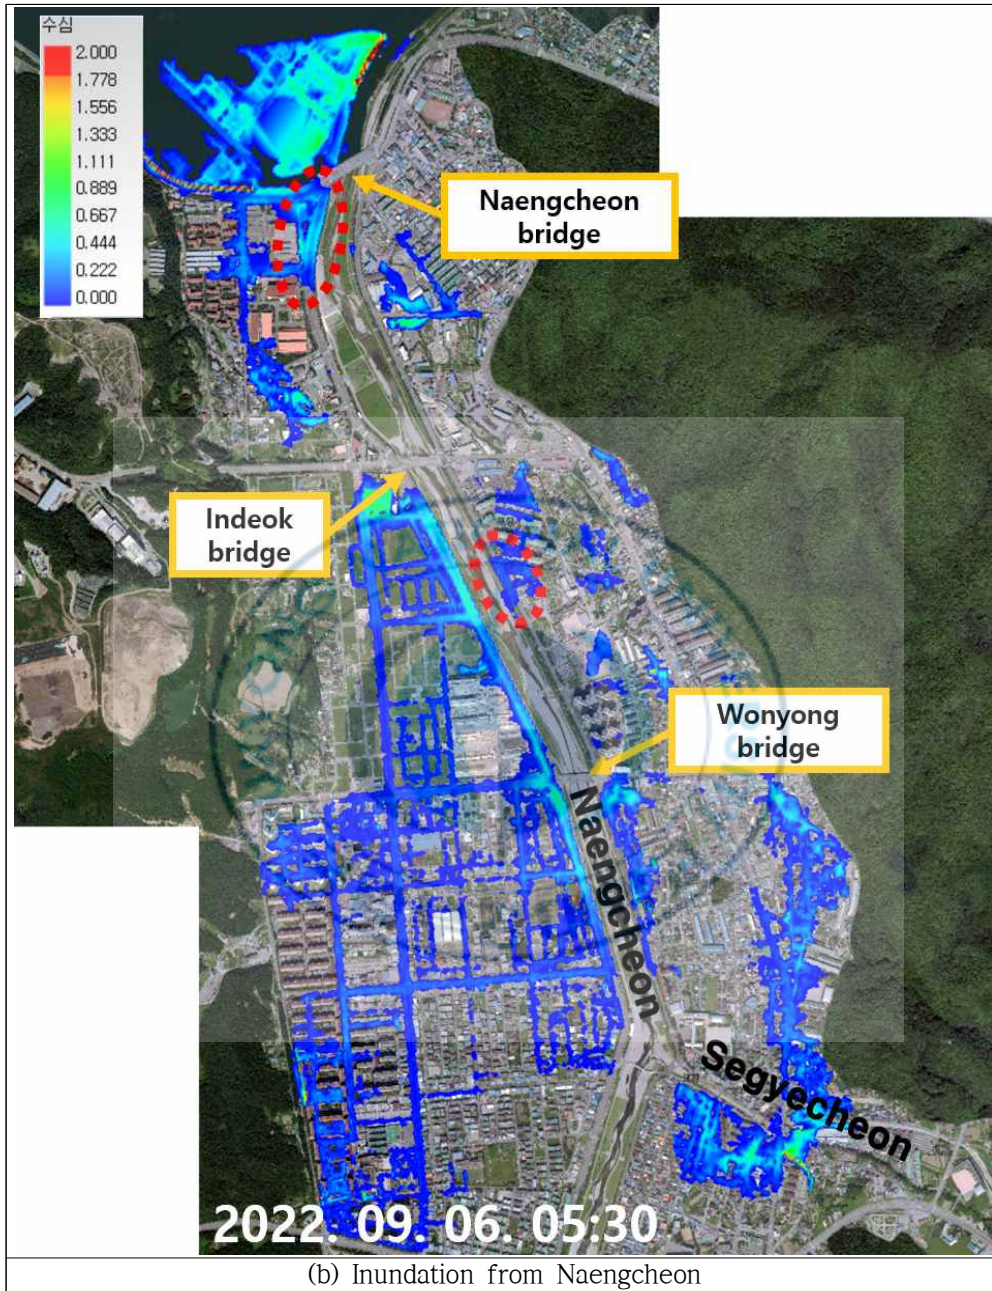 수심
2.000
1.778
1.556
1.333
1.111
0.889
0.667
0.444
0.222
0.000
Naengcheon
bridge
Indeok
bridge
Wonyong
bridge
Naengcheon
Segyecheon
2022. 09. 06. 05:30
(b) Inundation from Naengcheon